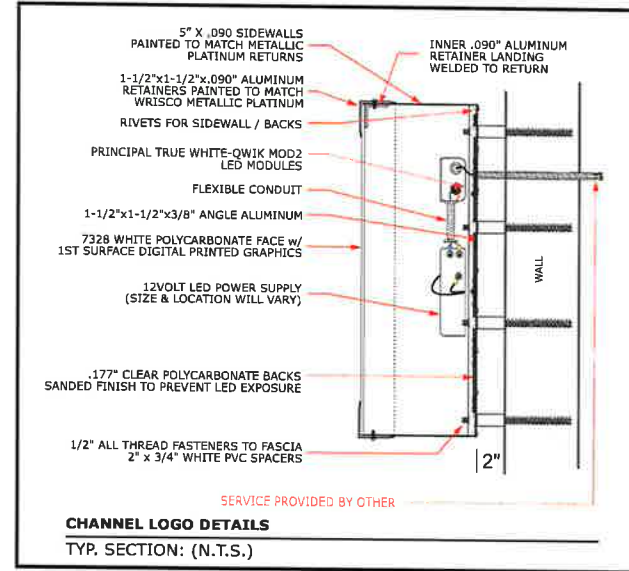 5" X .090 SIDEWALLS
PAINTED TO MATCH METALLIC
PLATINUM RETURNS
INNER .090" ALUMINUM
RETAINER LANDING
WELDED TO RETURN
1-1/2"x1-1/2"x.090" ALUMINUM
RETAINERS PAINTED TO MATCH
WRISCO METALLIC PLATINUM
RIVETS FOR SIDEWALL / BACKS
PRINCIPAL TRUE WHITE-QWIK MOD2
LED MODULES
FLEXIBLE CONDUIT
1-1/2"x1-1/2"x3/8" ANGLE ALUMINUM
7328 WHITE POLYCARBONATE FACE w/
1ST SURFACE DIGITAL PRINTED GRAPHICS
WALL
12VOLT LED POWER SUPPLY
(SIZE & LOCATION WILL VARY)
.177" CLEAR POLYCARBONATE BACKS
SANDED FINISH TO PREVENT LED EXPOSURE
1/2" ALL THREAD FASTENERS TO FASCIA
2" x 3/4" WHITE PVC SPACERS
2"
SERVICE PROVIDED BY OTHER
CHANNEL LOGO DETAILS
TYP. SECTION: (N.T.S.)